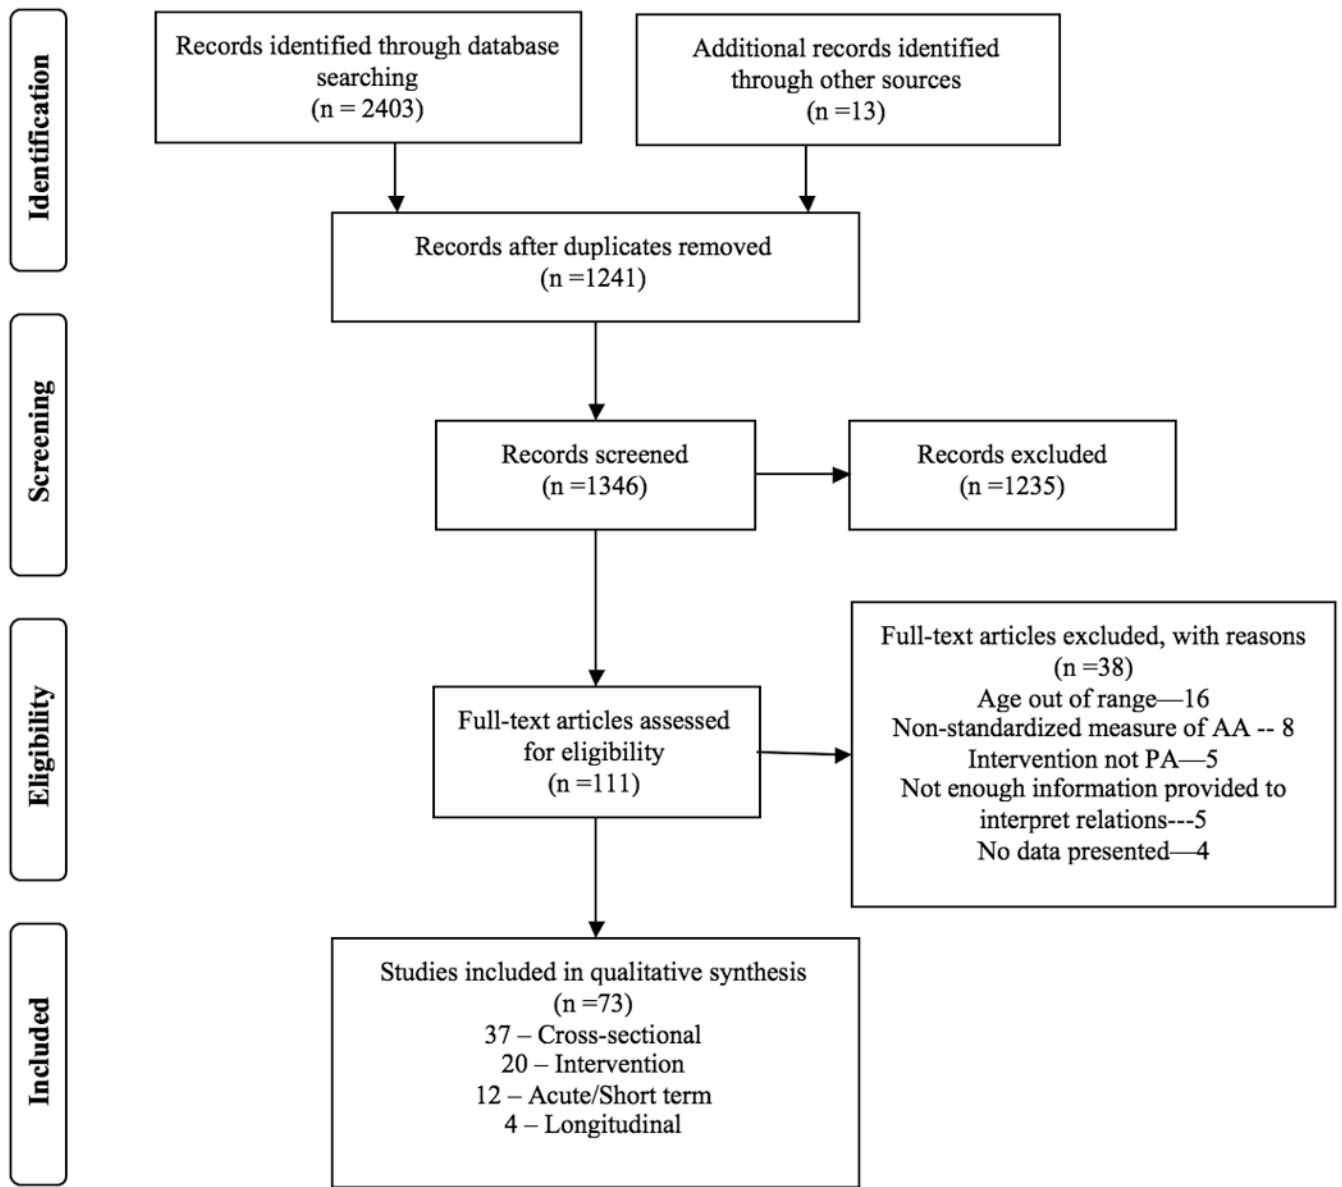 Identification
Records identified through database
searching
(n = 2403)
Additional records identified
through other sources
(n =13)
Records after duplicates removed
(n =1241)
Screening
Records screened
(n =1346)
Records excluded
(n =1235)
Eligibility
Full-text articles assessed
for eligibility
(n =111)
Full-text articles excluded, with reasons
(n =38)
Age out of range—16
Non-standardized measure of AA -- 8
Intervention not PA—5
Not enough information provided to
interpret relations---5
No data presented—4
Included
Studies included in qualitative synthesis
(n =73)
37 – Cross-sectional
20 – Intervention
12 – Acute/Short term
4 – Longitudinal